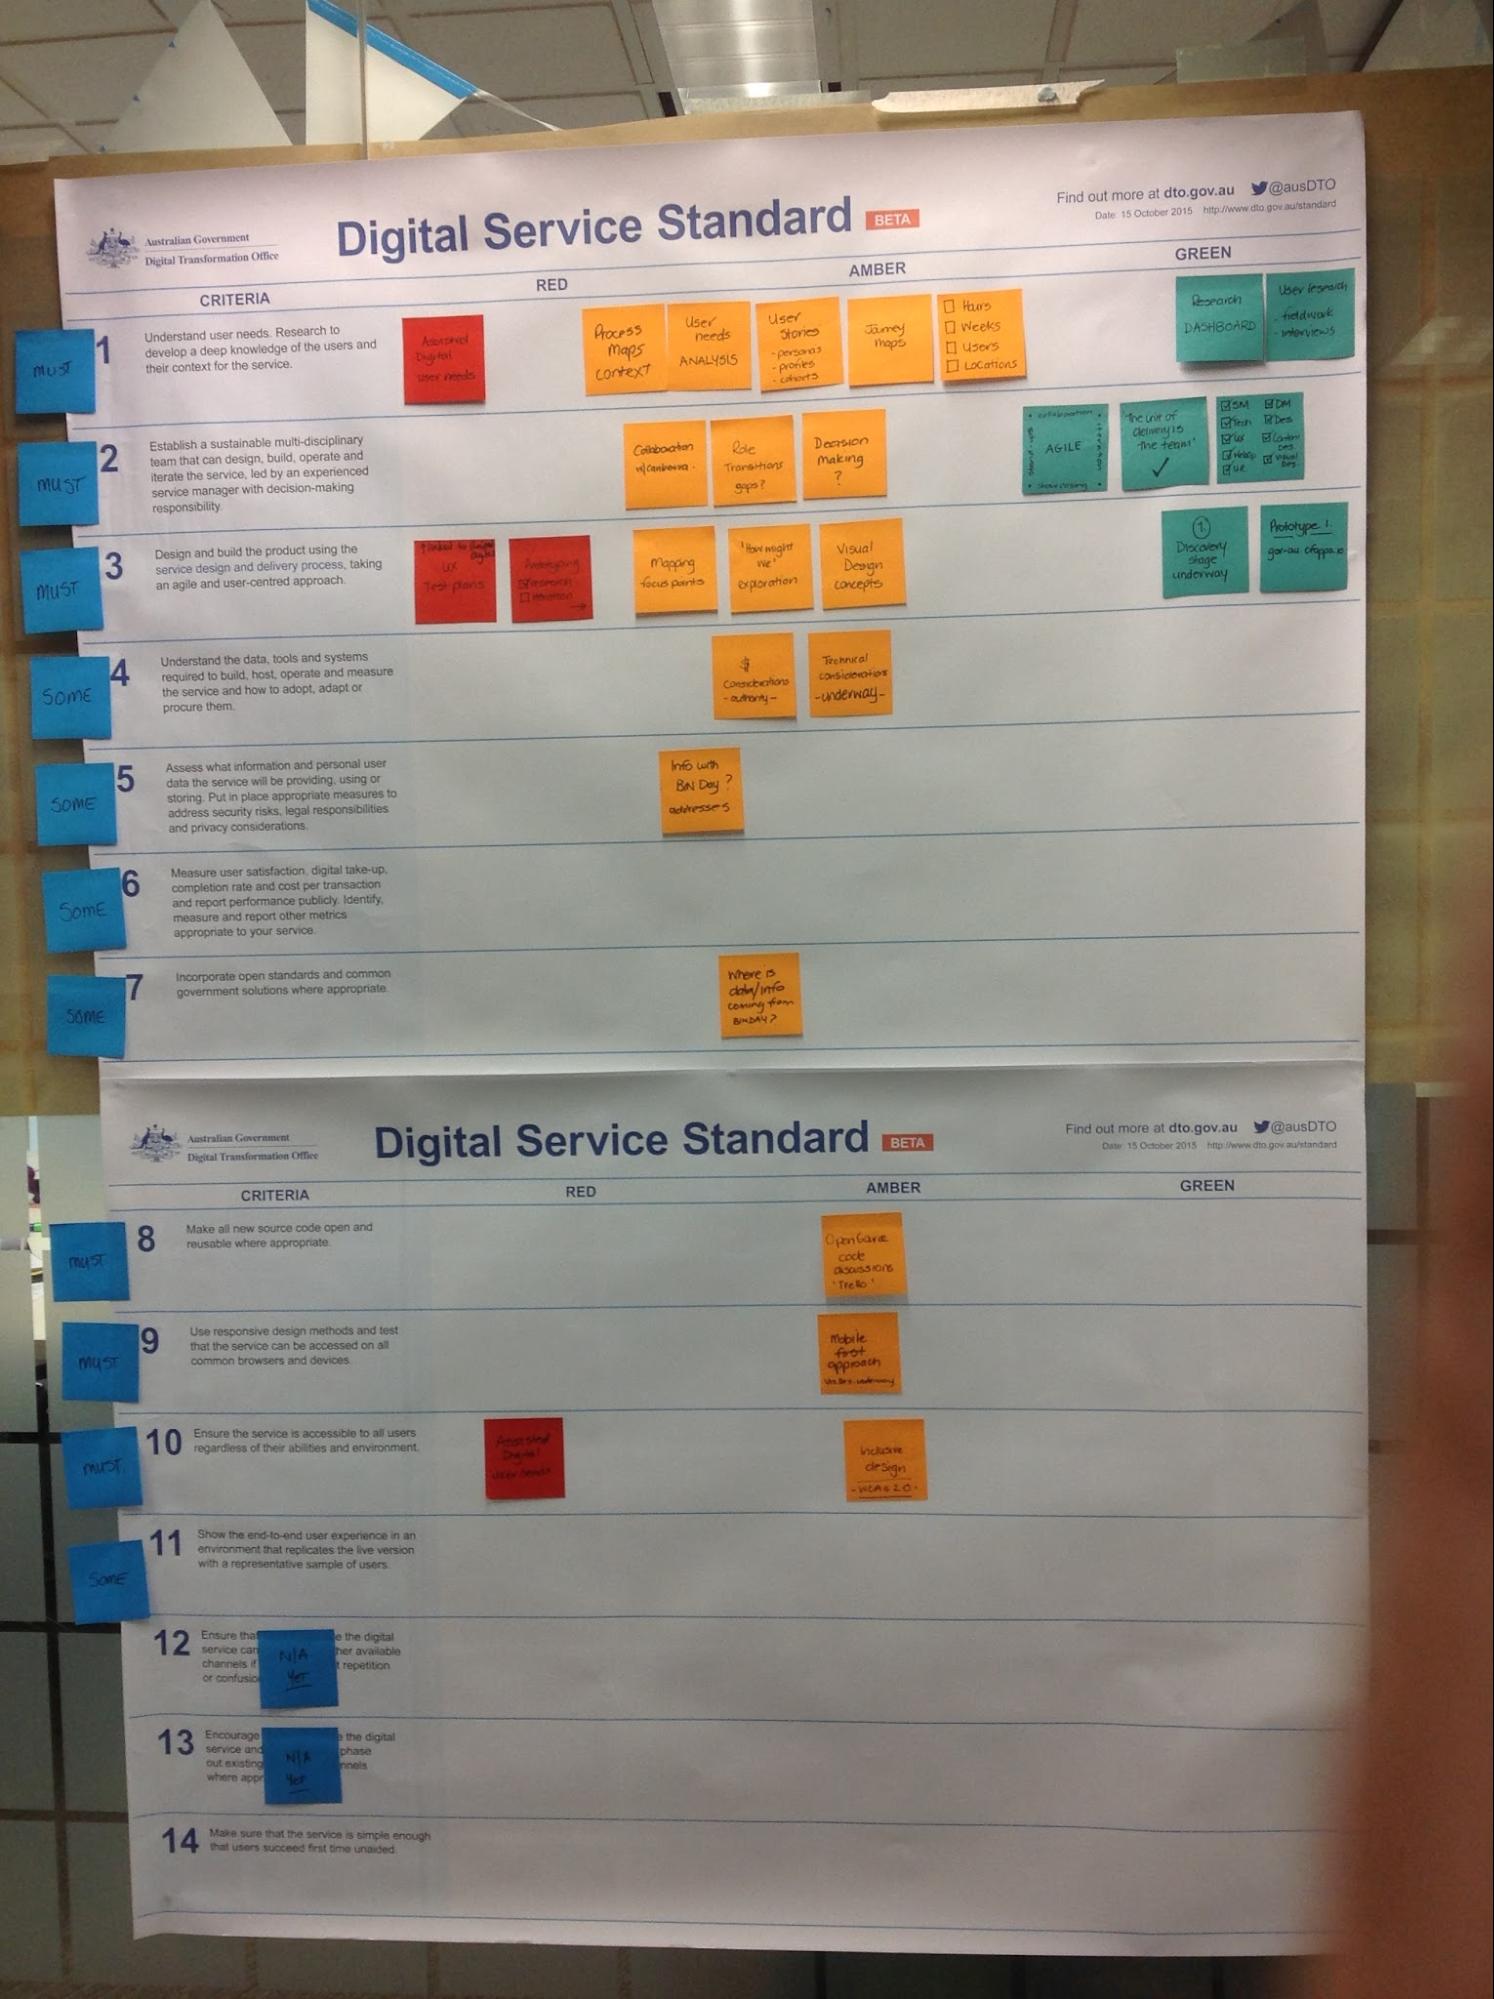 Australian Government
Digital Transformation Office
Digital Service Standard BETA
Find out more at dto.gov.au @ausDTO
Date: 15 October 2015 http://www.dto.gov.au/standard
CRITERIA RED AMBER GREEN
MUST
1
Understand user needs. Research to
develop a deep knowledge of the users and
their context for the service.
Digital
user needs
Process
Maps
Context
User
needs
ANALYSIS
User
Stories
- personas
- profiles
- cohorts
Journey
maps
Hours
Weeks
Users
Locations
Research
DASHBOARD
User research
- fieldwork
- interviews
MUST
2
Establish a sustainable multi-disciplinary
team that can design, build, operate and
iterate the service, led by an experienced
service manager with decision-making
responsibility.
Collaboration
w/Canberra.
Role
Transitions
gaps?
Decision
Making
?
collaboration
AGILE
iteration
showcasing
"the unit of
delivery is
the team"
✓
SM DM
Tech Des
UX Content
Des.
WebOp Visual
Des.
UR
MUST
3
Design and build the product using the
service design and delivery process, taking
an agile and user-centred approach.
UX
Test plans
Prototyping
Iteration
→
Mapping
focus points
'How might
we'
exploration
Visual
Design
concepts
1.
Discovery
stage
underway
Prototype 1.
SOME
4
Understand the data, tools and systems
required to build, host, operate and measure
the service and how to adopt, adapt or
procure them.
$
Considerations
- authority -
Technical
considerations
- underway -
SOME
5
Assess what information and personal user
data the service will be providing, using or
storing. Put in place appropriate measures to
address security risks, legal responsibilities
and privacy considerations.
Info with
BIN Day?
addresses
SOME
6
Measure user satisfaction, digital take-up,
completion rate and cost per transaction
and report performance publicly. Identify,
measure and report other metrics
appropriate to your service.
SOME
7
Incorporate open standards and common
government solutions where appropriate.
Where is
data/info
coming from
BINDAY?
Australian Government
Digital Transformation Office
Digital Service Standard BETA
Find out more at dto.gov.au @ausDTO
Date: 15 October 2015 http://www.dto.gov.au/standard
CRITERIA RED AMBER GREEN
MUST
8
Make all new source code open and
reusable where appropriate.
code
discussions
'Trello'
MUST
9
Use responsive design methods and test
that the service can be accessed on all
common browsers and devices.
Mobile
first
approach
MUST.
10
Ensure the service is accessible to all users
regardless of their abilities and environment.
Assisted
Digital
User needs
Inclusive
design
- WCAG 2.0 -
SOME
11
Show the end-to-end user experience in an
environment that replicates the live version
with a representative sample of users.
12
Ensure tha e the digital
service can her available
channels if t repetition
or confusio
N/A
Yet
13
Encourage the digital
service and phase
out existing nnels
where appr
N/A
Yet
14
Make sure that the service is simple enough
that users succeed first time unaided.